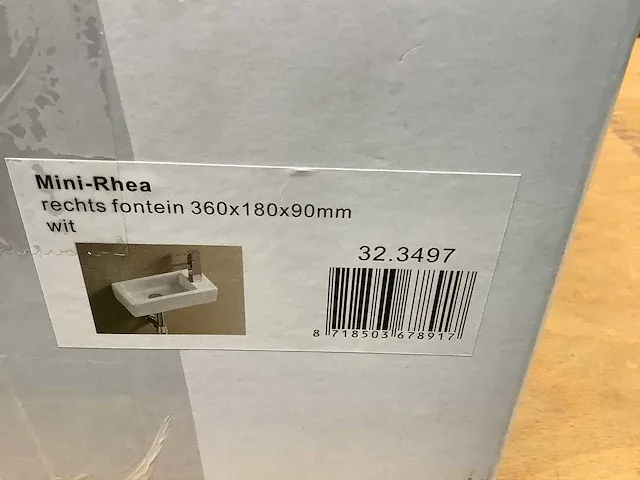 Mini-Rhea
rechts fontein 360x180x90mm
wit
32.3497
8 718503 678917